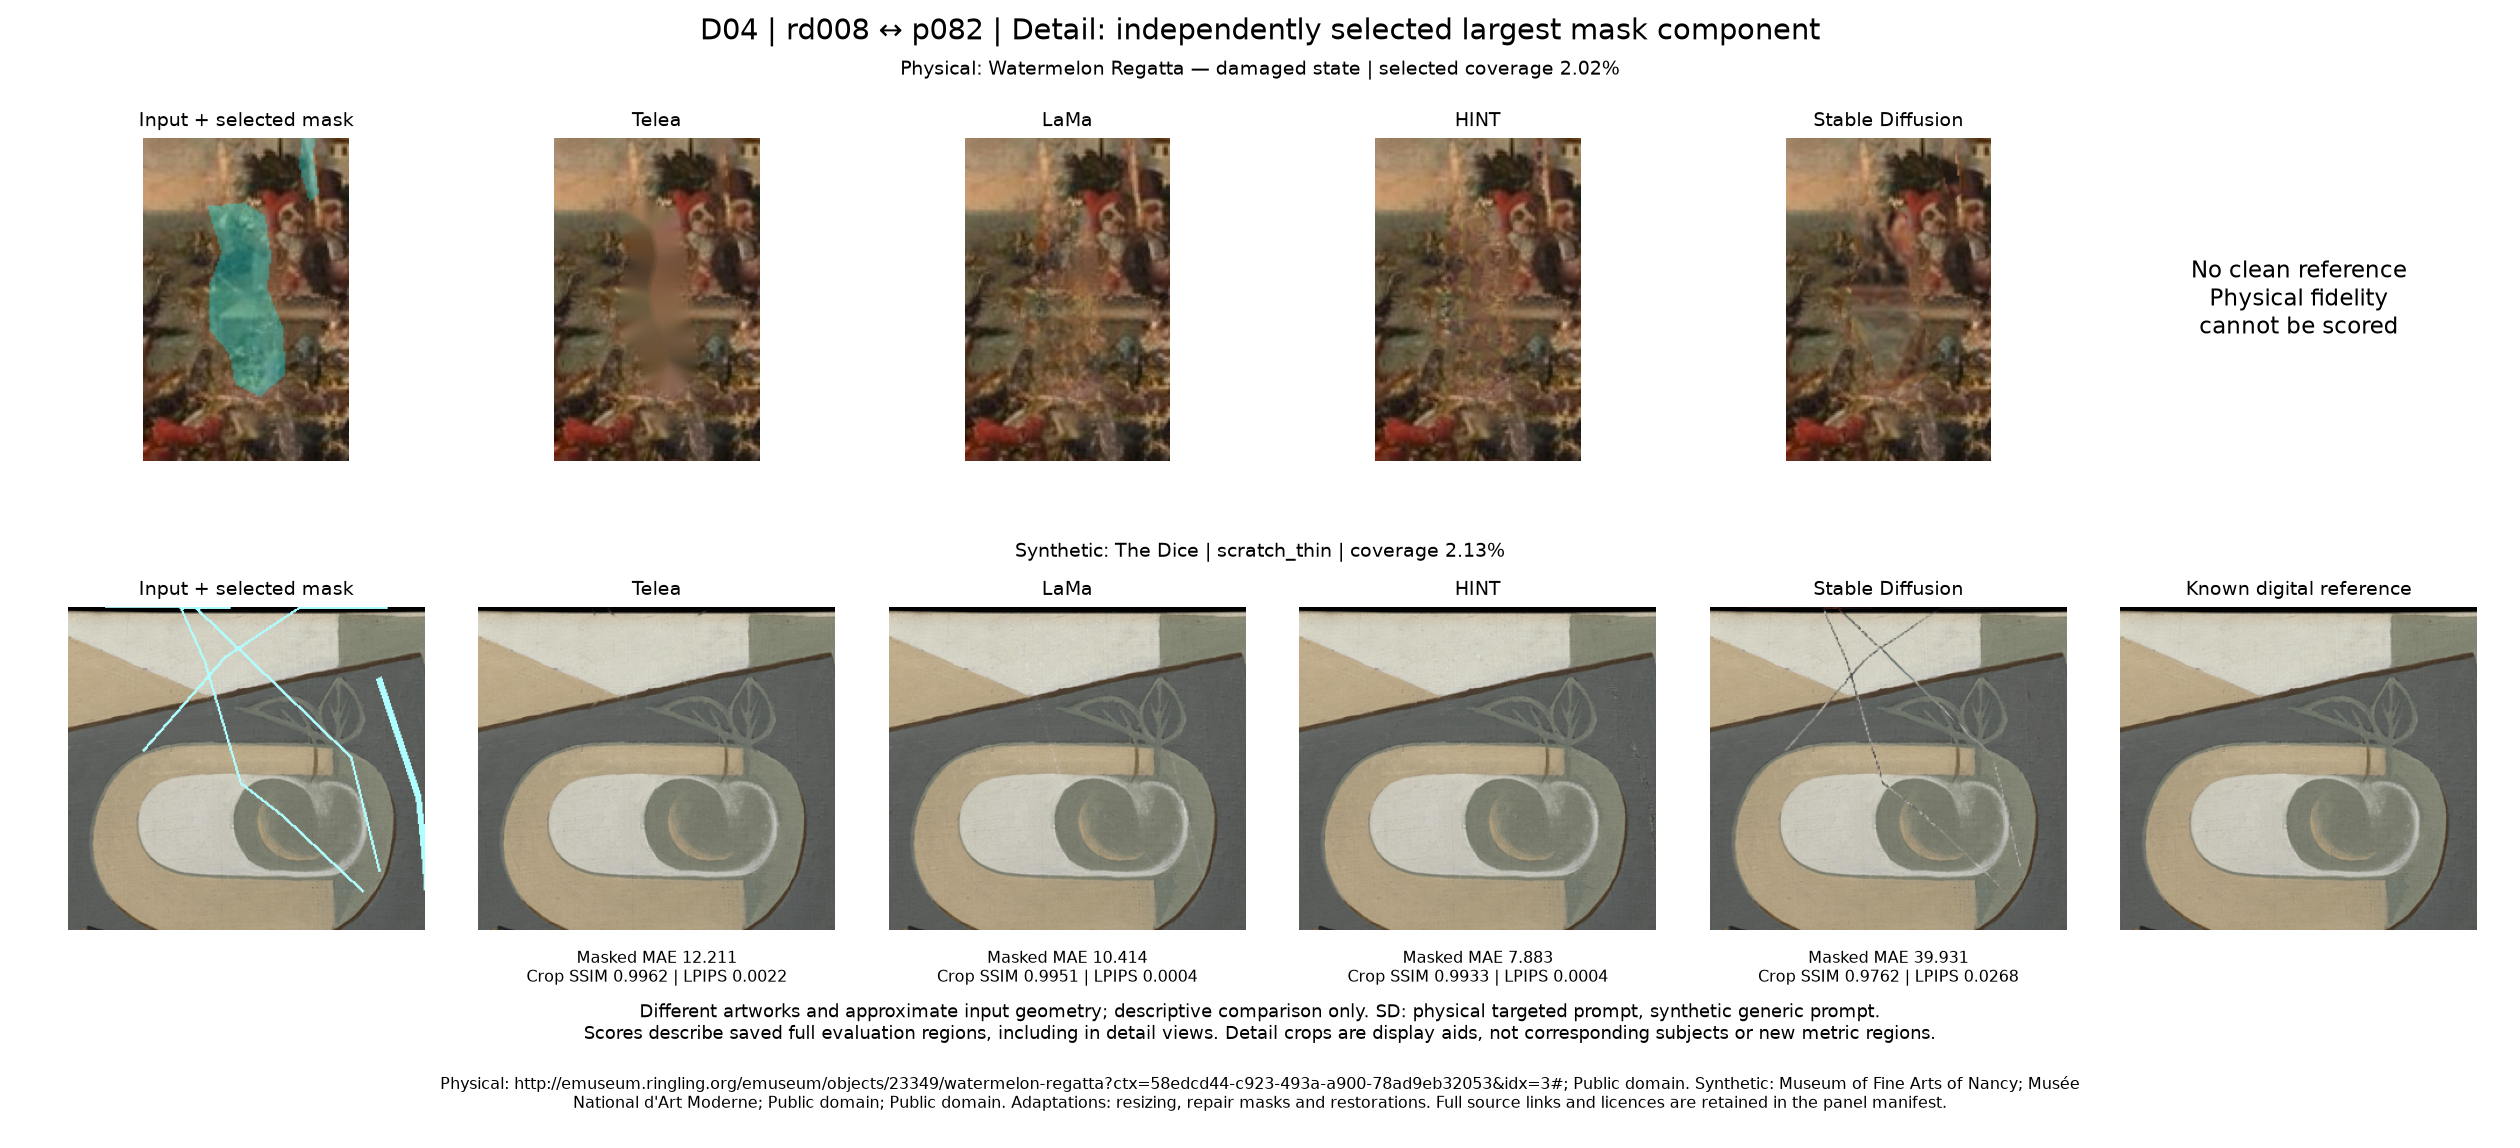 D04 | rd008 ↔ p082 | Detail: independently selected largest mask component
Physical: Watermelon Regatta — damaged state | selected coverage 2.02%
Input + selected mask
Telea
LaMa
HINT
Stable Diffusion
No clean reference
Physical fidelity
cannot be scored
Synthetic: The Dice | scratch_thin | coverage 2.13%
Input + selected mask
Telea
LaMa
HINT
Stable Diffusion
Known digital reference
Masked MAE 12.211
Crop SSIM 0.9962 | LPIPS 0.0022
Masked MAE 10.414
Crop SSIM 0.9951 | LPIPS 0.0004
Masked MAE 7.883
Crop SSIM 0.9933 | LPIPS 0.0004
Masked MAE 39.931
Crop SSIM 0.9762 | LPIPS 0.0268
Different artworks and approximate input geometry; descriptive comparison only. SD: physical targeted prompt, synthetic generic prompt.
Scores describe saved full evaluation regions, including in detail views. Detail crops are display aids, not corresponding subjects or new metric regions.
Physical: http://emuseum.ringling.org/emuseum/objects/23349/watermelon-regatta?ctx=58edcd44-c923-493a-a900-78ad9eb32053&idx=3#; Public domain. Synthetic: Museum of Fine Arts of Nancy; Musée
National d'Art Moderne; Public domain; Public domain. Adaptations: resizing, repair masks and restorations. Full source links and licences are retained in the panel manifest.